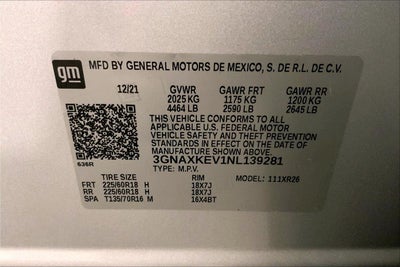 gm
MFD BY GENERAL MOTORS DE MEXICO, S. DE R.L. DE C.V.
12/21 GVWR GAWR FRT GAWR RR
2025 KG 1175 KG 1200 KG
4464 LB 2590 LB 2645 LB
THIS VEHICLE CONFORMS TO ALL
APPLICABLE U.S. FEDERAL MOTOR
VEHICLE SAFETY AND THEFT PREVENTION
STANDARDS IN EFFECT ON THE DATE OF
MANUFACTURE SHOWN ABOVE.
3GNAXKEV1NL139281
636R TYPE: M.P.V. MODEL: 111XR26
TIRE SIZE RIM
FRT 225/60R18 H 18X7J
RR 225/60R18 H 18X7J
SPA T135/70R16 M 16X4BT